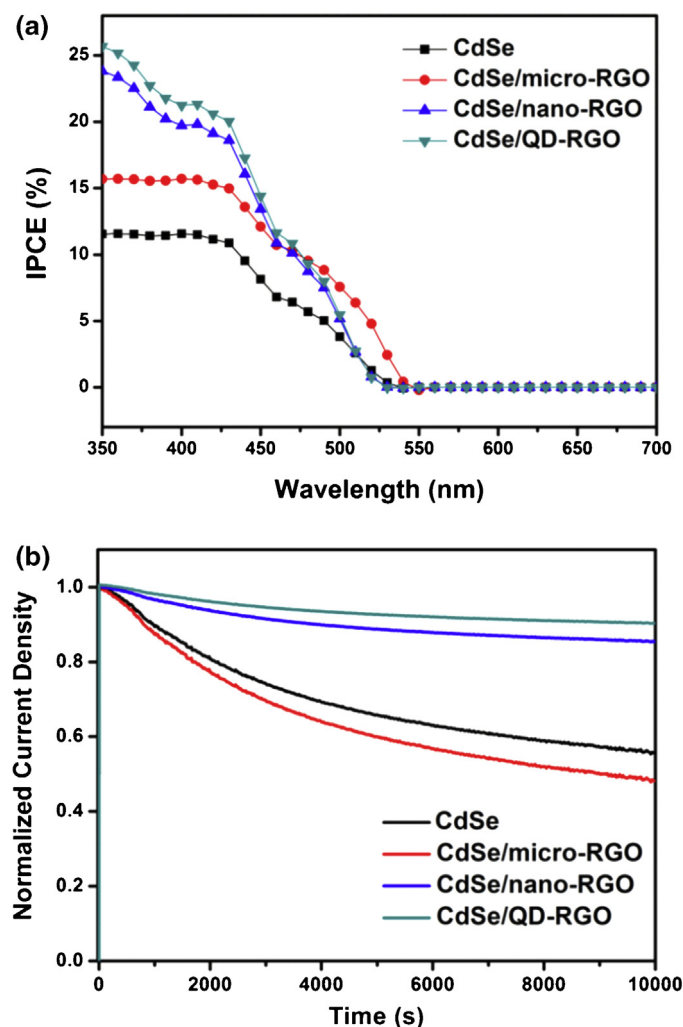 (a)
CdSe
CdSe/micro-RGO
CdSe/nano-RGO
CdSe/QD-RGO
25
20
15
10
5
0
IPCE (%)
350 400 450 500 550 600 650 700
Wavelength (nm)
(b)
1.0
0.8
0.6
0.4
0.2
0.0
Normalized Current Density
CdSe
CdSe/micro-RGO
CdSe/nano-RGO
CdSe/QD-RGO
0 2000 4000 6000 8000 10000
Time (s)